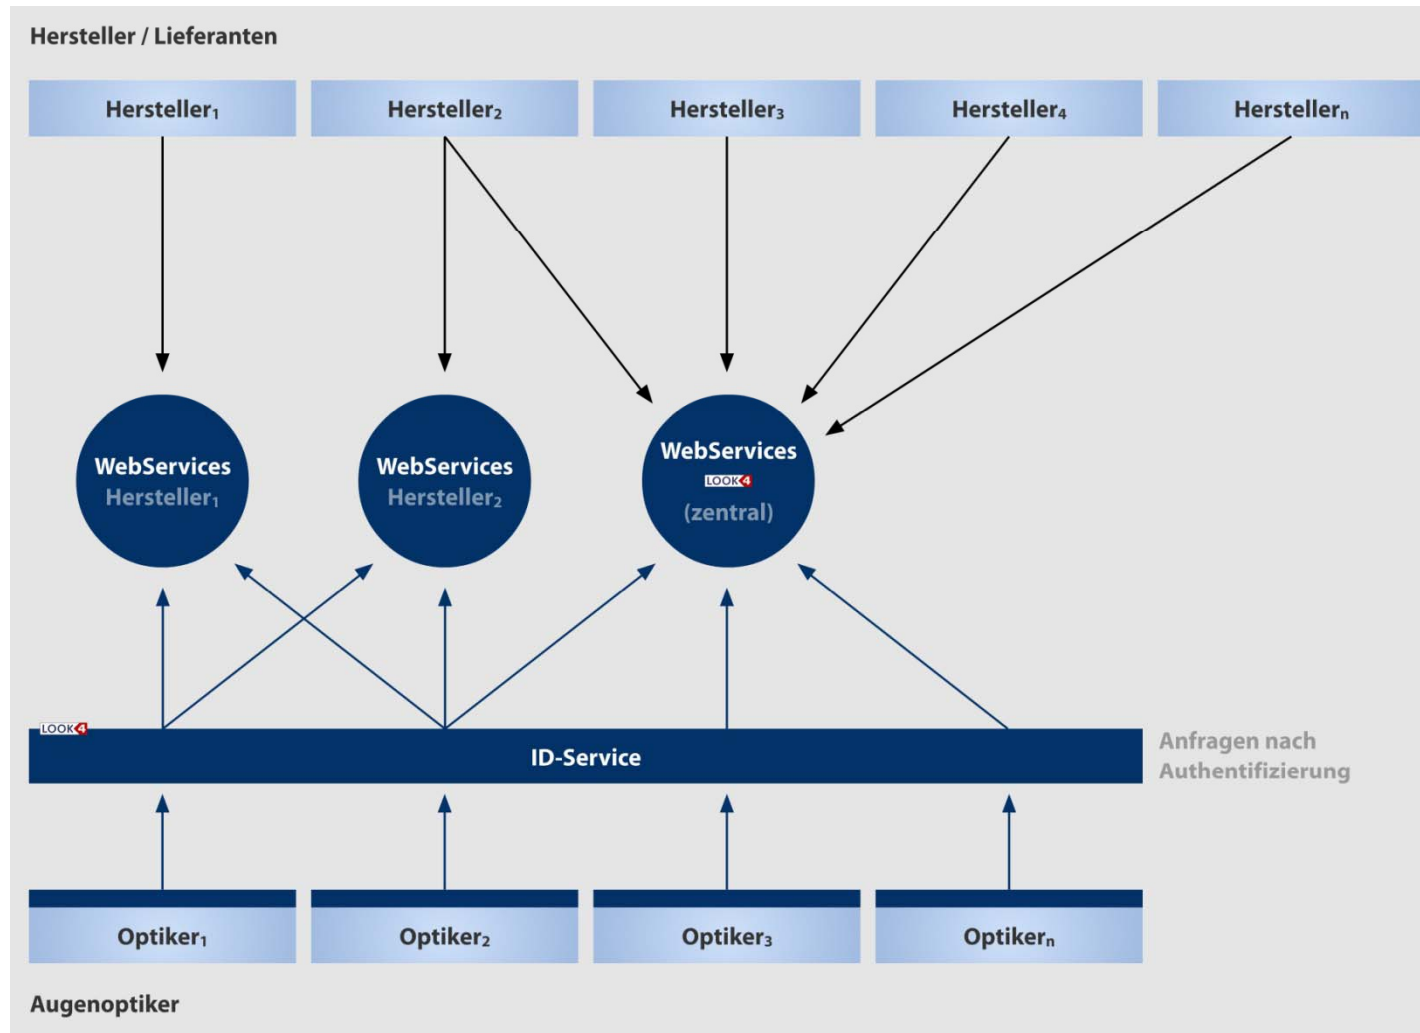 Hersteller / Lieferanten
Hersteller₁ Hersteller₂ Hersteller₃ Hersteller₄ Herstellerₙ
WebServices
Hersteller₁
WebServices
Hersteller₂
WebServices
LOOK4
(zentral)
LOOK4
ID-Service
Anfragen nach
Authentifizierung
Optiker₁ Optiker₂ Optiker₃ Optikerₙ
Augenoptiker